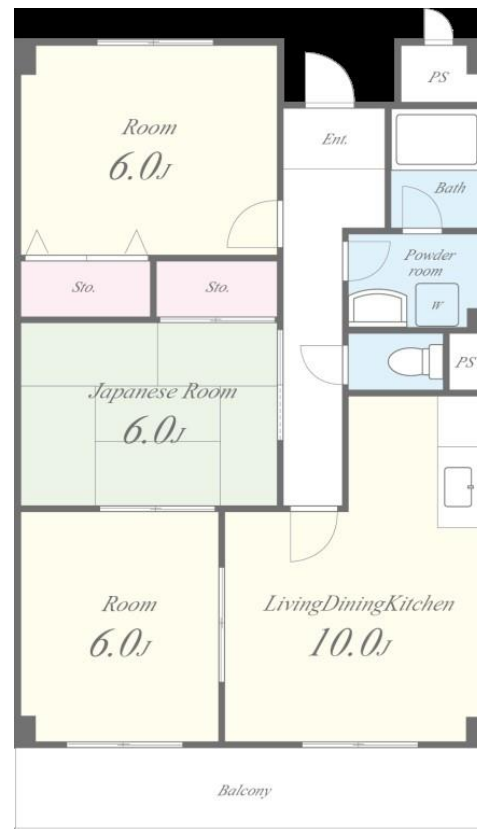 PS
Room
6.0J
Ent.
Bath
Powder
room
W
Sto.
Sto.
PS
Japanese Room
6.0J
Room
6.0J
LivingDiningKitchen
10.0J
Balcony